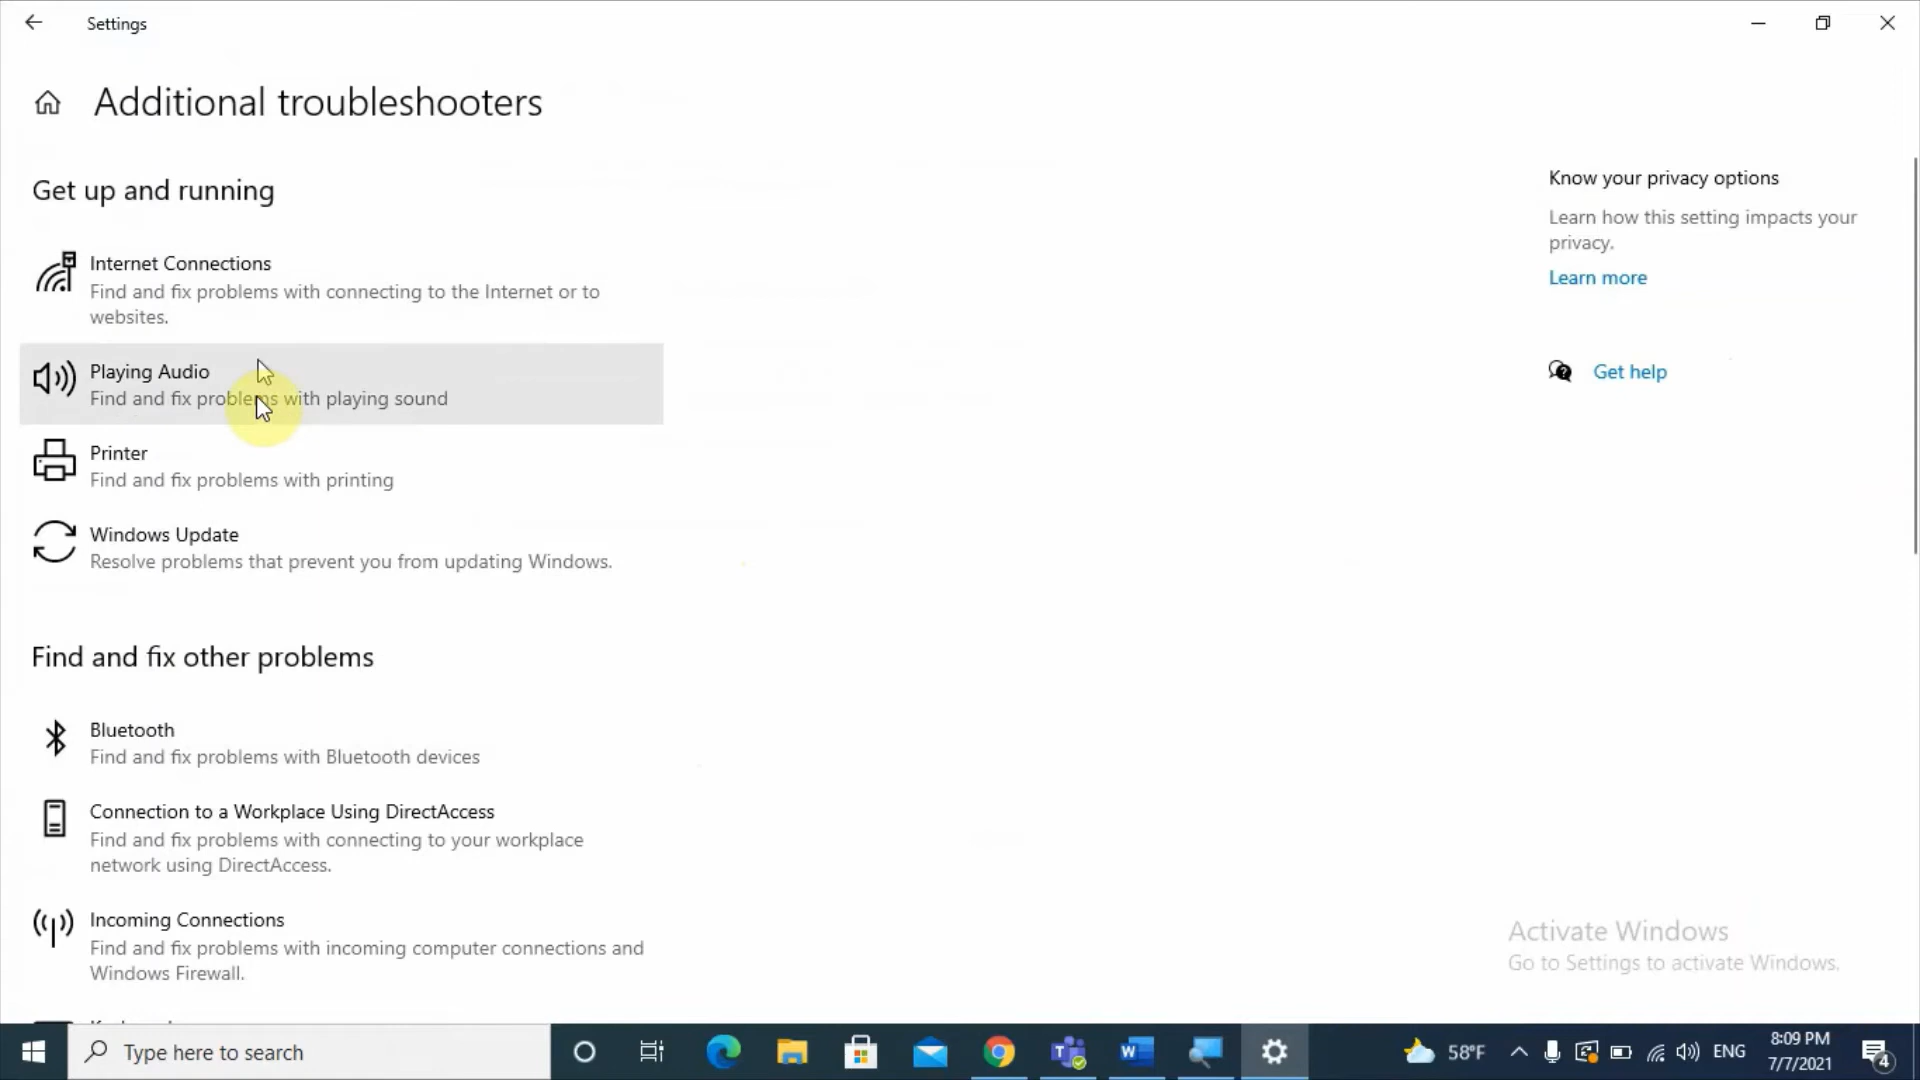 Settings
Additional troubleshooters
Get up and running
Internet Connections
Find and fix problems with connecting to the Internet or to
websites.
Playing Audio
Find and fix problems with playing sound
Printer
Find and fix problems with printing
Windows Update
Resolve problems that prevent you from updating Windows.
Find and fix other problems
Bluetooth
Find and fix problems with Bluetooth devices
Connection to a Workplace Using DirectAccess
Find and fix problems with connecting to your workplace
network using DirectAccess.
Incoming Connections
Find and fix problems with incoming computer connections and
Windows Firewall.
Know your privacy options
Learn how this setting impacts your
privacy.
Learn more
Get help
Activate Windows
Go to Settings to activate Windows.
Type here to search
58°F
ENG
8:09 PM
7/7/2021
4